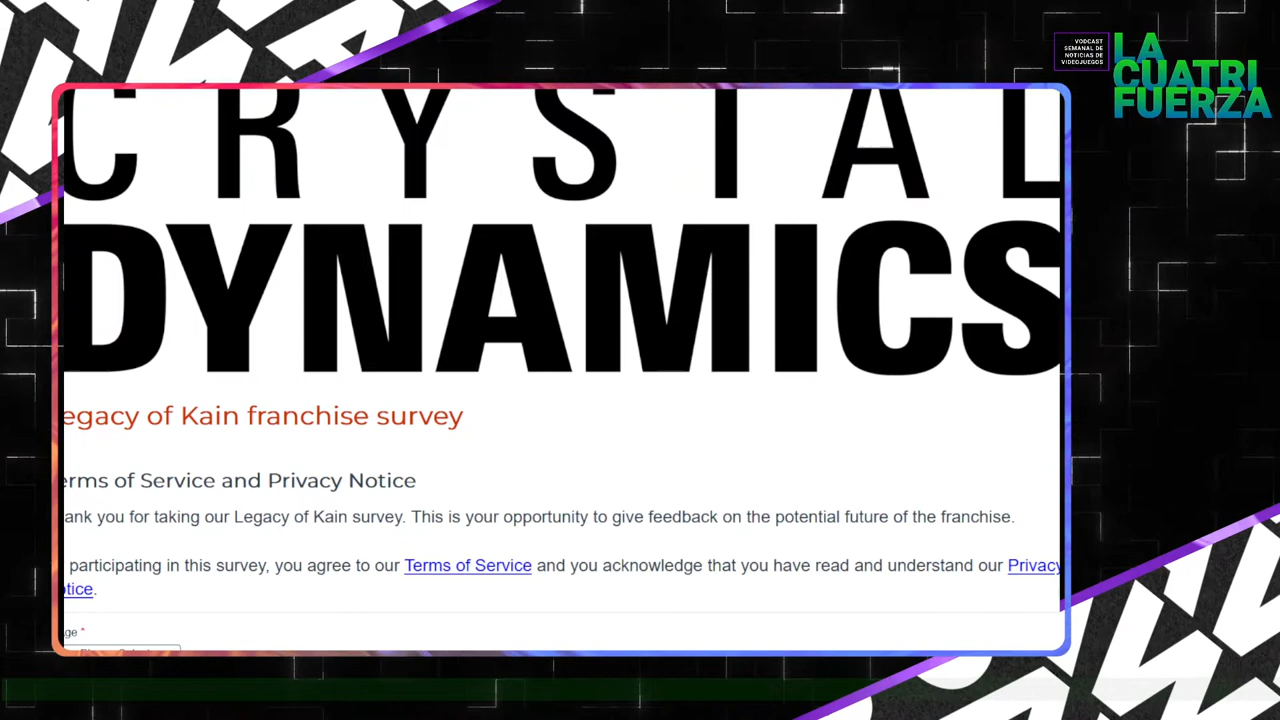 VODCAST
SEMANAL DE
NOTICIAS DE
VIDEOJUEGOS
LA
CUATRI
FUERZA
CRYSTAL
DYNAMICS
egacy of Kain franchise survey
erms of Service and Privacy Notice
ank you for taking our Legacy of Kain survey. This is your opportunity to give feedback on the potential future of the franchise.
participating in this survey, you agree to our Terms of Service and you acknowledge that you have read and understand our Privacy
otice.
ge *